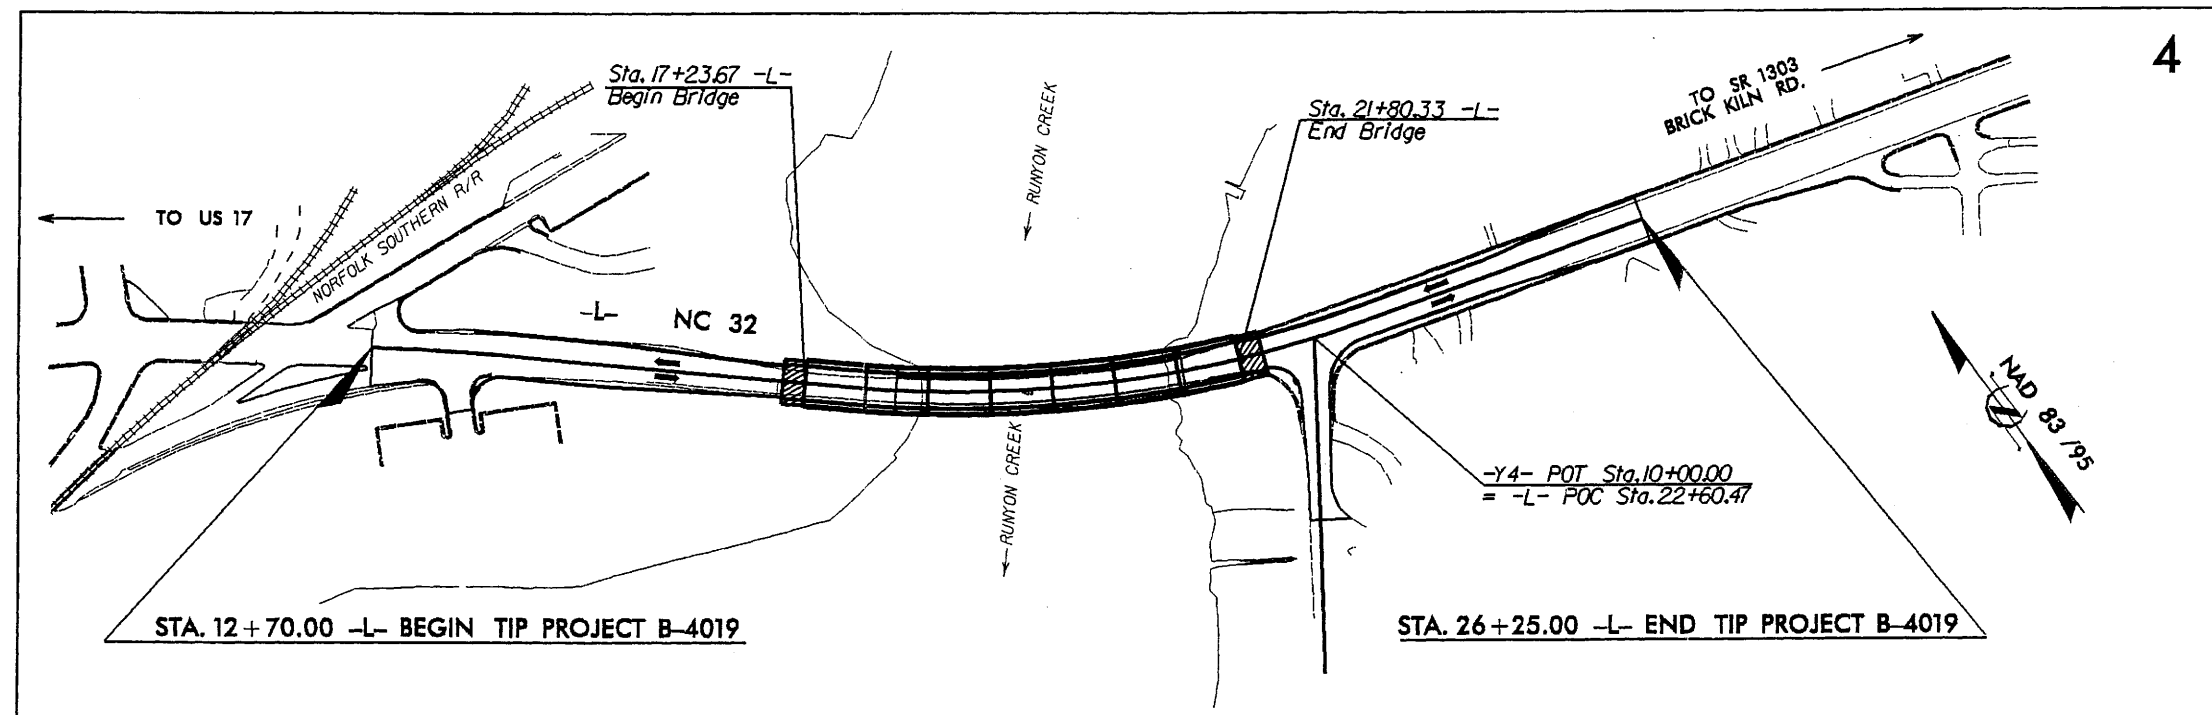 4
Sta. 17+23.67 -L-
Begin Bridge
RUNYON CREEK
Sta. 21+80.33 -L-
End Bridge
TO SR 1303
BRICK KILN RD.
TO US 17
NORFOLK SOUTHERN R/R
-L- NC 32
NAD 83 /95
RUNYON CREEK
-Y4- POT Sta. 10+00.00
= -L- POC Sta. 22+60.47
STA. 12+70.00 -L- BEGIN TIP PROJECT B-4019
STA. 26+25.00 -L- END TIP PROJECT B-4019